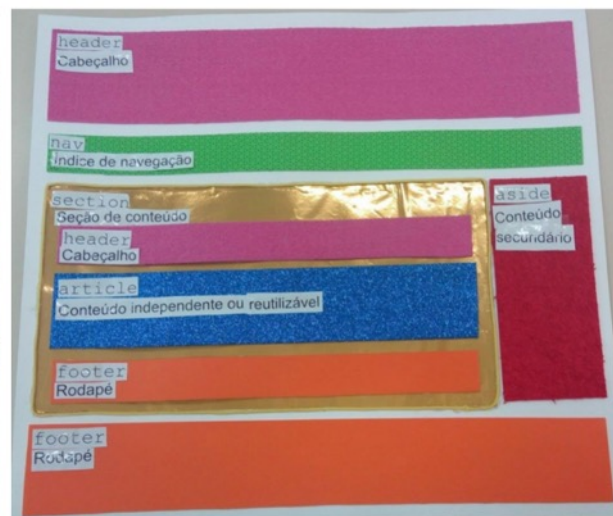 header
Cabeçalho
nav
Índice de navegação
section
Seção de conteúdo
header
Cabeçalho
article
Conteúdo independente ou reutilizável
footer
Rodapé
aside
Conteúdo
secundário
footer
Rodapé